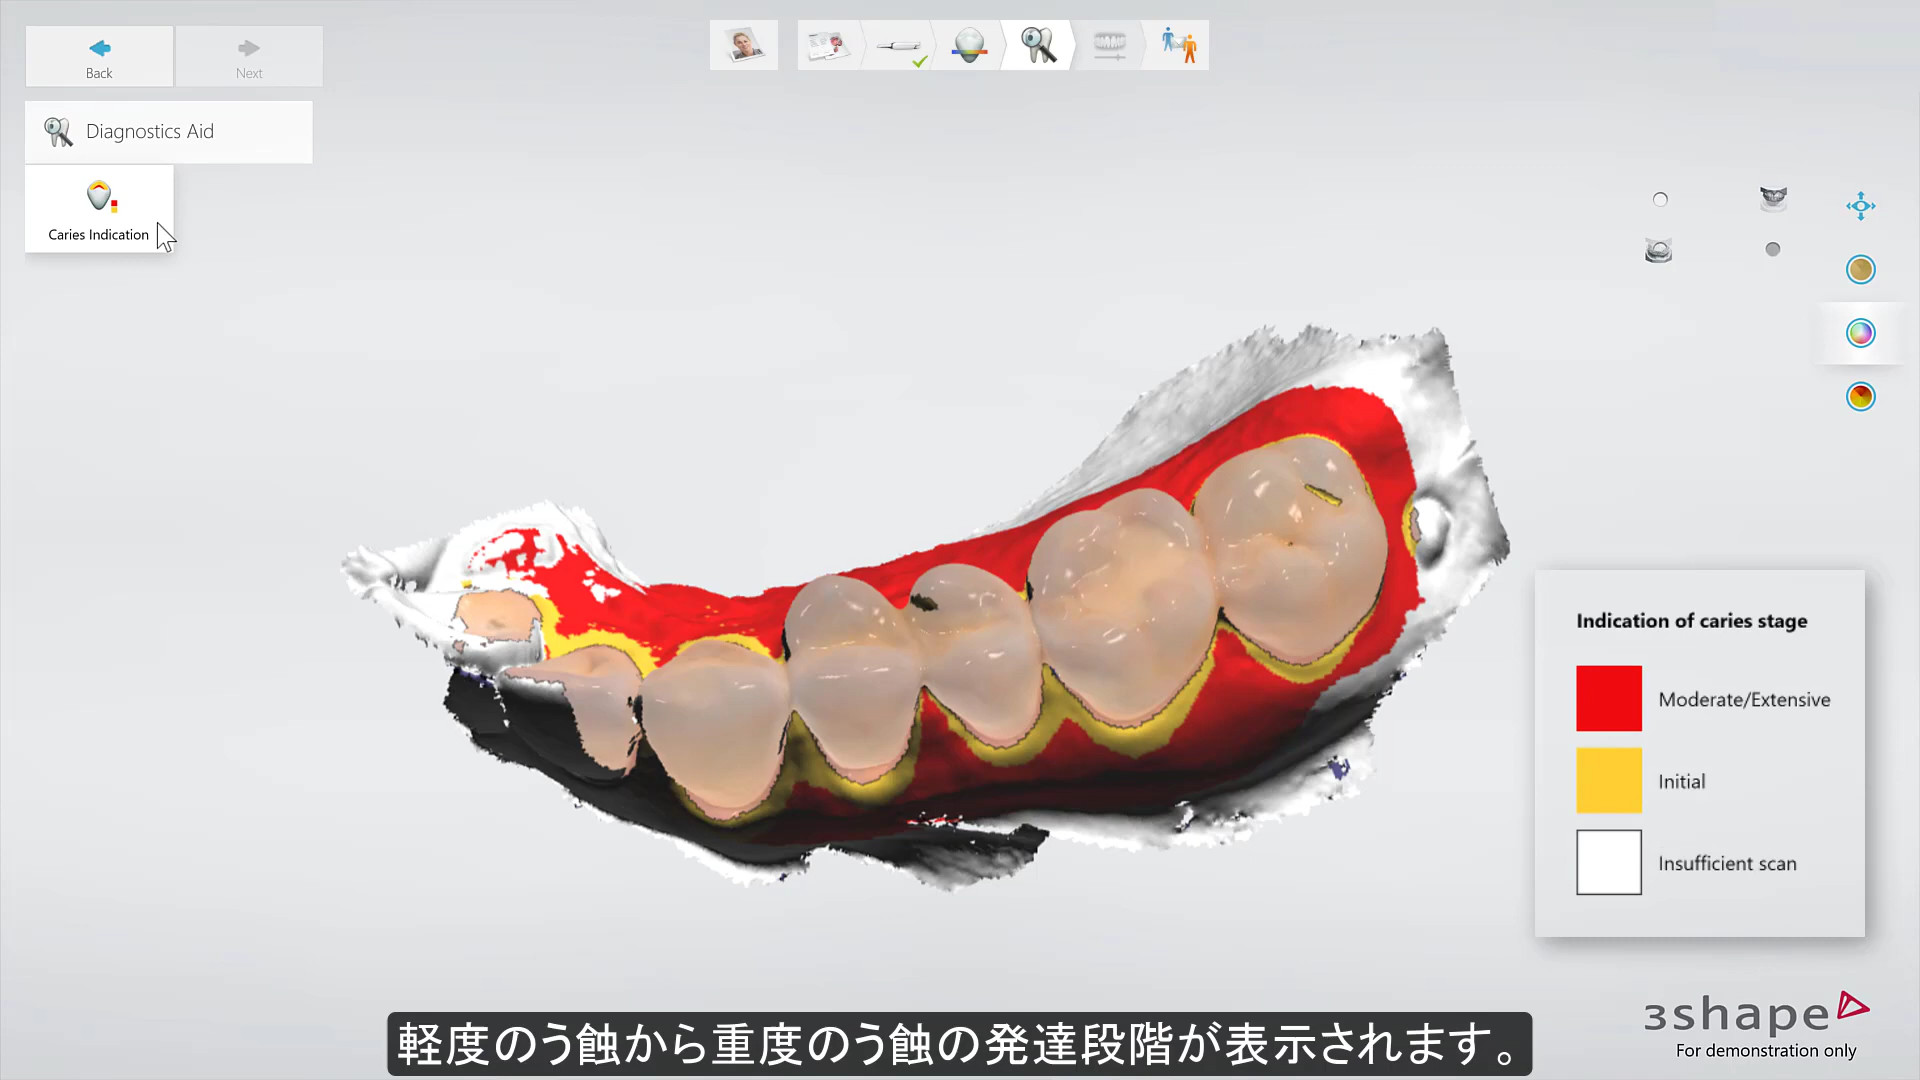 Back
Next
Diagnostics Aid
Caries Indication
Indication of caries stage
Moderate/Extensive
Initial
Insufficient scan
3shape
For demonstration only
軽度のう蝕から重度のう蝕の発達段階が表示されます。